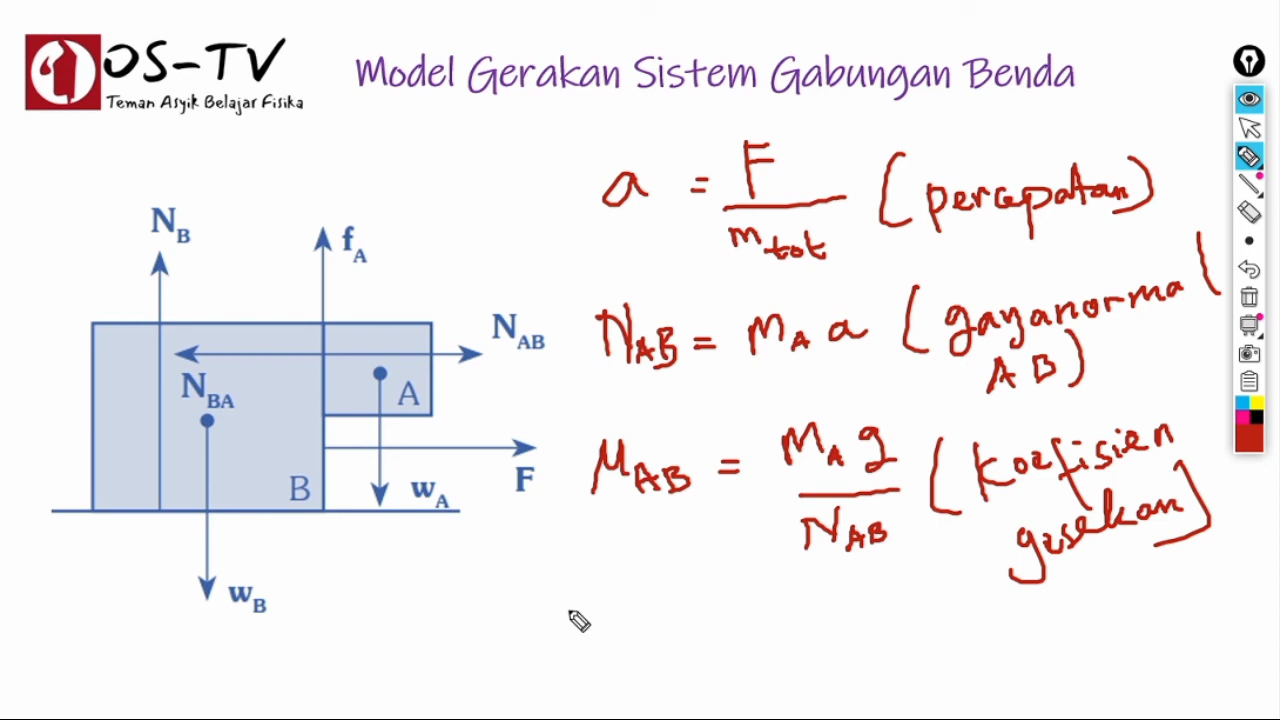 OS-TV
Teman Asyik Belajar Fisika
Model Gerakan Sistem Gabungan Benda
N_B
f_A
N_AB
N_BA
A
B
F
w_A
w_B
a = F / m_tot (percepatan)
N_AB = m_A a (gaya normal
AB)
μ_AB = m_A g / N_AB (koefisien
gesekan)